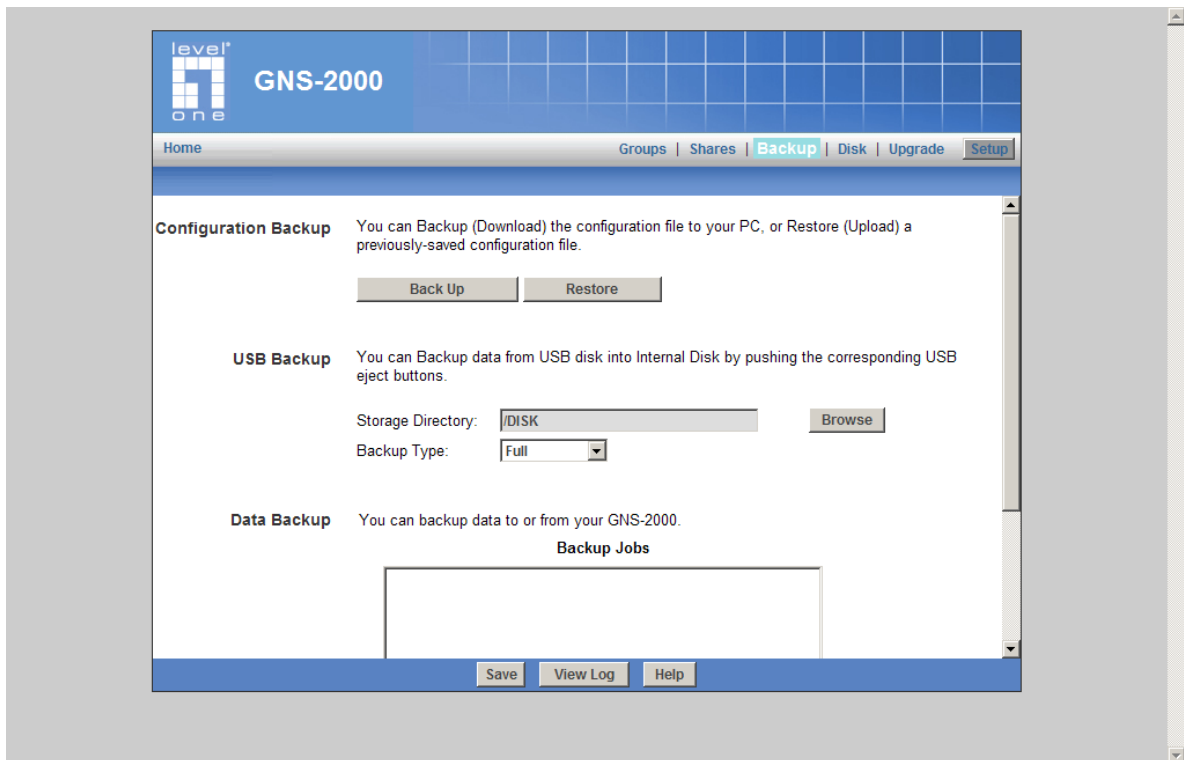 level
one
GNS-2000
Home
Groups | Shares | Backup | Disk | Upgrade Setup
Configuration Backup
You can Backup (Download) the configuration file to your PC, or Restore (Upload) a
previously-saved configuration file.
Back Up Restore
USB Backup
You can Backup data from USB disk into Internal Disk by pushing the corresponding USB
eject buttons.
Storage Directory: /DISK Browse
Backup Type: Full
Data Backup
You can backup data to or from your GNS-2000.
Backup Jobs
Save View Log Help